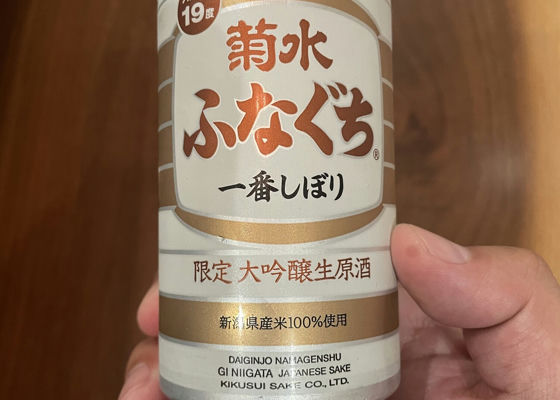 19度
菊水
ふなぐち®
一番しぼり
限定 大吟醸生原酒
新潟県産米100%使用
DAIGINJO NAMAGENSHU
GI NIIGATA JAPANESE SAKE
KIKUSUI SAKE CO., LTD.